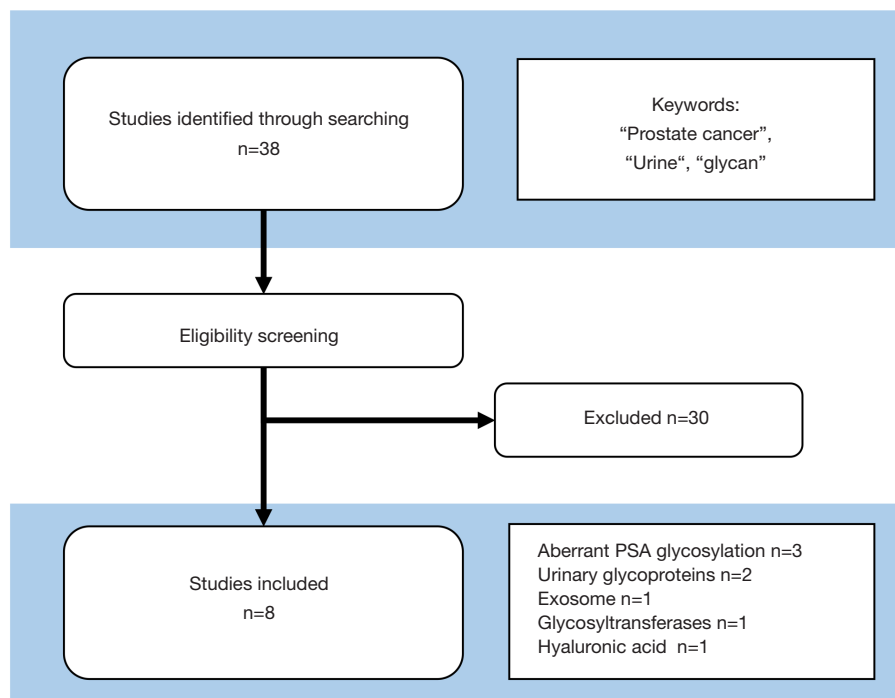 Studies identified through searching
n=38
Keywords:
“Prostate cancer”,
“Urine“, “glycan”
Eligibility screening
Excluded n=30
Studies included
n=8
Aberrant PSA glycosylation n=3
Urinary glycoproteins n=2
Exosome n=1
Glycosyltransferases n=1
Hyaluronic acid  n=1